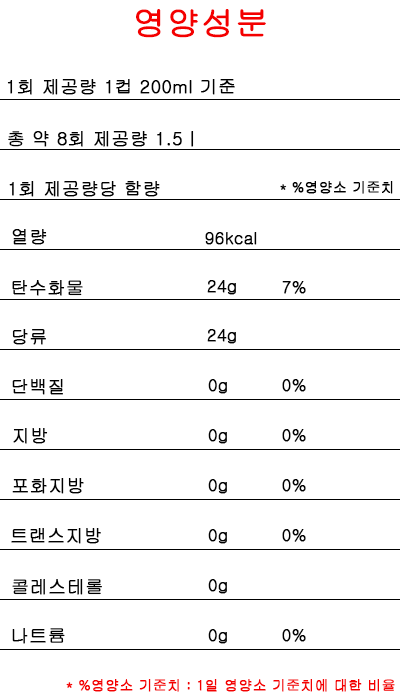 영양성분
1회 제공량 1컵 200ml 기준
총 약 8회 제공량 1.5 l
1회 제공량당 함량 * %영양소 기준치
열량 96kcal
탄수화물 24g 7%
당류 24g
단백질 0g 0%
지방 0g 0%
포화지방 0g 0%
트랜스지방 0g 0%
콜레스테롤 0g
나트륨 0g 0%
* %영양소 기준치 : 1일 영양소 기준치에 대한 비율